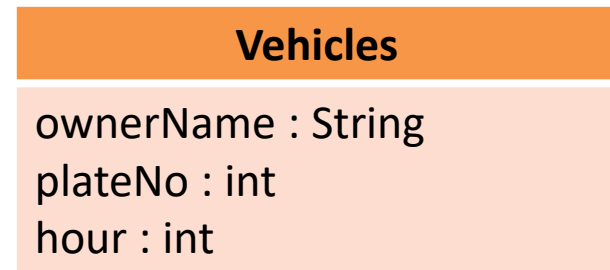 Vehicles
ownerName : String
plateNo : int
hour : int